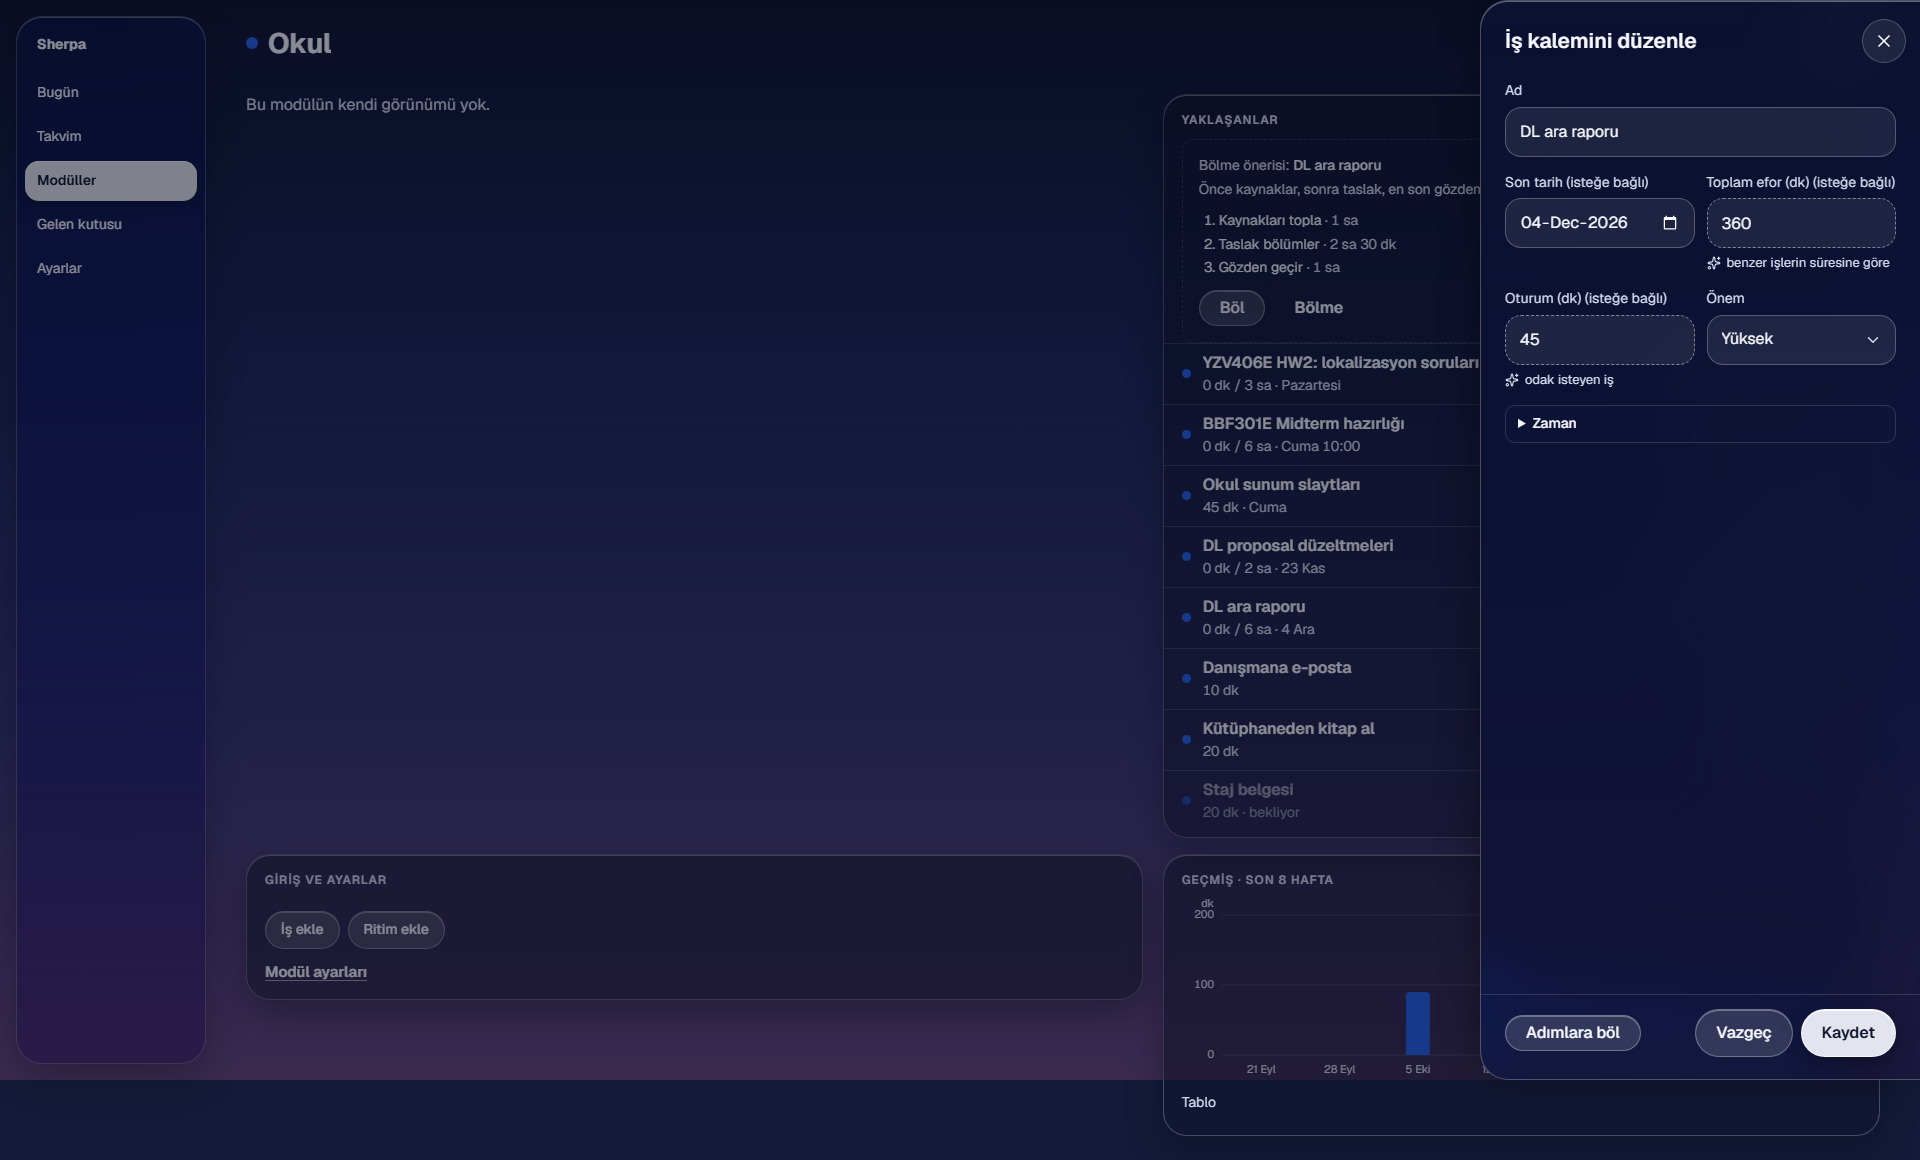 Sherpa
Bugün
Takvim
Modüller
Gelen kutusu
Ayarlar
Okul
Bu modülün kendi görünümü yok.
GİRİŞ VE AYARLAR
İş ekle
Ritim ekle
Modül ayarları
YAKLAŞANLAR
Bölme önerisi: DL ara raporu
Önce kaynaklar, sonra taslak, en son gözden
1. Kaynakları topla · 1 sa
2. Taslak bölümler · 2 sa 30 dk
3. Gözden geçir · 1 sa
Böl
Bölme
YZV406E HW2: lokalizasyon soruları
0 dk / 3 sa · Pazartesi
BBF301E Midterm hazırlığı
0 dk / 6 sa · Cuma 10:00
Okul sunum slaytları
45 dk · Cuma
DL proposal düzeltmeleri
0 dk / 2 sa · 23 Kas
DL ara raporu
0 dk / 6 sa · 4 Ara
Danışmana e-posta
10 dk
Kütüphaneden kitap al
20 dk
Staj belgesi
20 dk · bekliyor
GEÇMİŞ · SON 8 HAFTA
dk
200
100
0
21 Eyl
28 Eyl
5 Eki
Tablo
İş kalemini düzenle
Ad
DL ara raporu
Son tarih (isteğe bağlı)
04-Dec-2026
Toplam efor (dk) (isteğe bağlı)
360
benzer işlerin süresine göre
Oturum (dk) (isteğe bağlı)
45
odak isteyen iş
Önem
Yüksek
Zaman
Adımlara böl
Vazgeç
Kaydet